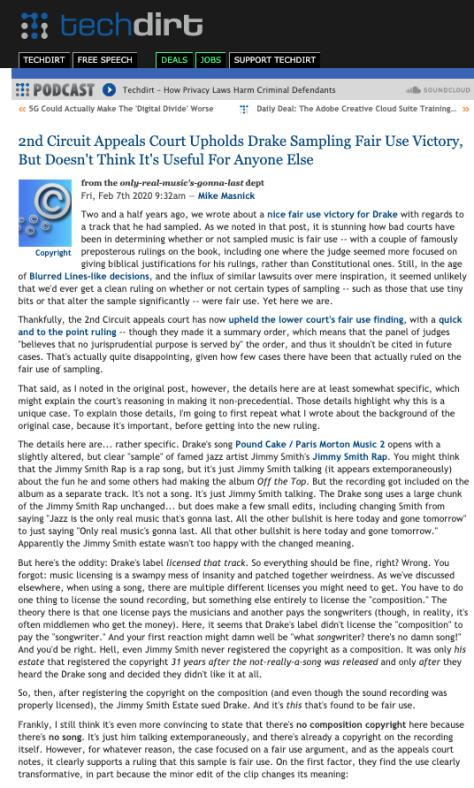 techdirt
TECHDIRT FREE SPEECH DEALS JOBS SUPPORT TECHDIRT
PODCAST Techdirt — How Privacy Laws Harm Criminal Defendants SOUNDCLOUD
<< 5G Could Actually Make The 'Digital Divide' Worse Daily Deal: The Adobe Creative Cloud Suite Training... >>
2nd Circuit Appeals Court Upholds Drake Sampling Fair Use Victory,
But Doesn't Think It's Useful For Anyone Else
from the only-real-music's-gonna-last dept
Fri, Feb 7th 2020 9:32am — Mike Masnick
Copyright
Two and a half years ago, we wrote about a nice fair use victory for Drake with regards to
a track that he had sampled. As we noted in that post, it is stunning how bad courts have
been in determining whether or not sampled music is fair use -- with a couple of famously
preposterous rulings on the book, including one where the judge seemed more focused on
giving biblical justifications for his rulings, rather than Constitutional ones. Still, in the age
of Blurred Lines-like decisions, and the influx of similar lawsuits over mere inspiration, it seemed unlikely
that we'd ever get a clean ruling on whether or not certain types of sampling -- such as those that use tiny
bits or that alter the sample significantly -- were fair use. Yet here we are.
Thankfully, the 2nd Circuit appeals court has now upheld the lower court's fair use finding, with a quick
and to the point ruling -- though they made it a summary order, which means that the panel of judges
"believes that no jurisprudential purpose is served by" the order, and thus it shouldn't be cited in future
cases. That's actually quite disappointing, given how few cases there have been that actually ruled on the
fair use of sampling.
That said, as I noted in the original post, however, the details here are at least somewhat specific, which
might explain the court's reasoning in making it non-precedential. Those details highlight why this is a
unique case. To explain those details, I'm going to first repeat what I wrote about the background of the
original case, because it's important, before getting into the new ruling.
The details here are... rather specific. Drake's song Pound Cake / Paris Morton Music 2 opens with a
slightly altered, but clear "sample" of famed jazz artist Jimmy Smith's Jimmy Smith Rap. You might think
that the Jimmy Smith Rap is a rap song, but it's just Jimmy Smith talking (it appears extemporaneously)
about the fun he and some others had making the album Off the Top. But the recording got included on the
album as a separate track. It's not a song. It's just Jimmy Smith talking. The Drake song uses a large chunk
of the Jimmy Smith Rap unchanged... but does make a few small edits, including changing Smith from
saying "Jazz is the only real music that's gonna last. All the other bullshit is here today and gone tomorrow"
to just saying "Only real music's gonna last. All that other bullshit is here today and gone tomorrow."
Apparently the Jimmy Smith estate wasn't too happy with the changed meaning.
But here's the oddity: Drake's label licensed that track. So everything should be fine, right? Wrong. You
forgot: music licensing is a swampy mess of insanity and patched together weirdness. As we've discussed
elsewhere, when using a song, there are multiple different licenses you might need to get. You have to do
one thing to license the sound recording, but something else entirely to license the "composition." The
theory there is that one license pays the musicians and another pays the songwriters (though, in reality, it's
often middlemen who get the money). Here, it seems that Drake's label didn't license the "composition" to
pay the "songwriter." And your first reaction might damn well be "what songwriter? there's no damn song!"
And you'd be right. Hell, even Jimmy Smith never registered the copyright as a composition. It was only his
estate that registered the copyright 31 years after the not-really-a-song was released and only after they
heard the Drake song and decided they didn't like it at all.
So, then, after registering the copyright on the composition (and even though the sound recording was
properly licensed), the Jimmy Smith Estate sued Drake. And it's this that's found to be fair use.
Frankly, I still think it's even more convincing to state that there's no composition copyright here because
there's no song. It's just him talking extemporaneously, and there's already a copyright on the recording
itself. However, for whatever reason, the case focused on a fair use argument, and as the appeals court
notes, it clearly supports a ruling that this sample is fair use. On the first factor, they find the use clearly
transformative, in part because the minor edit of the clip changes its meaning: